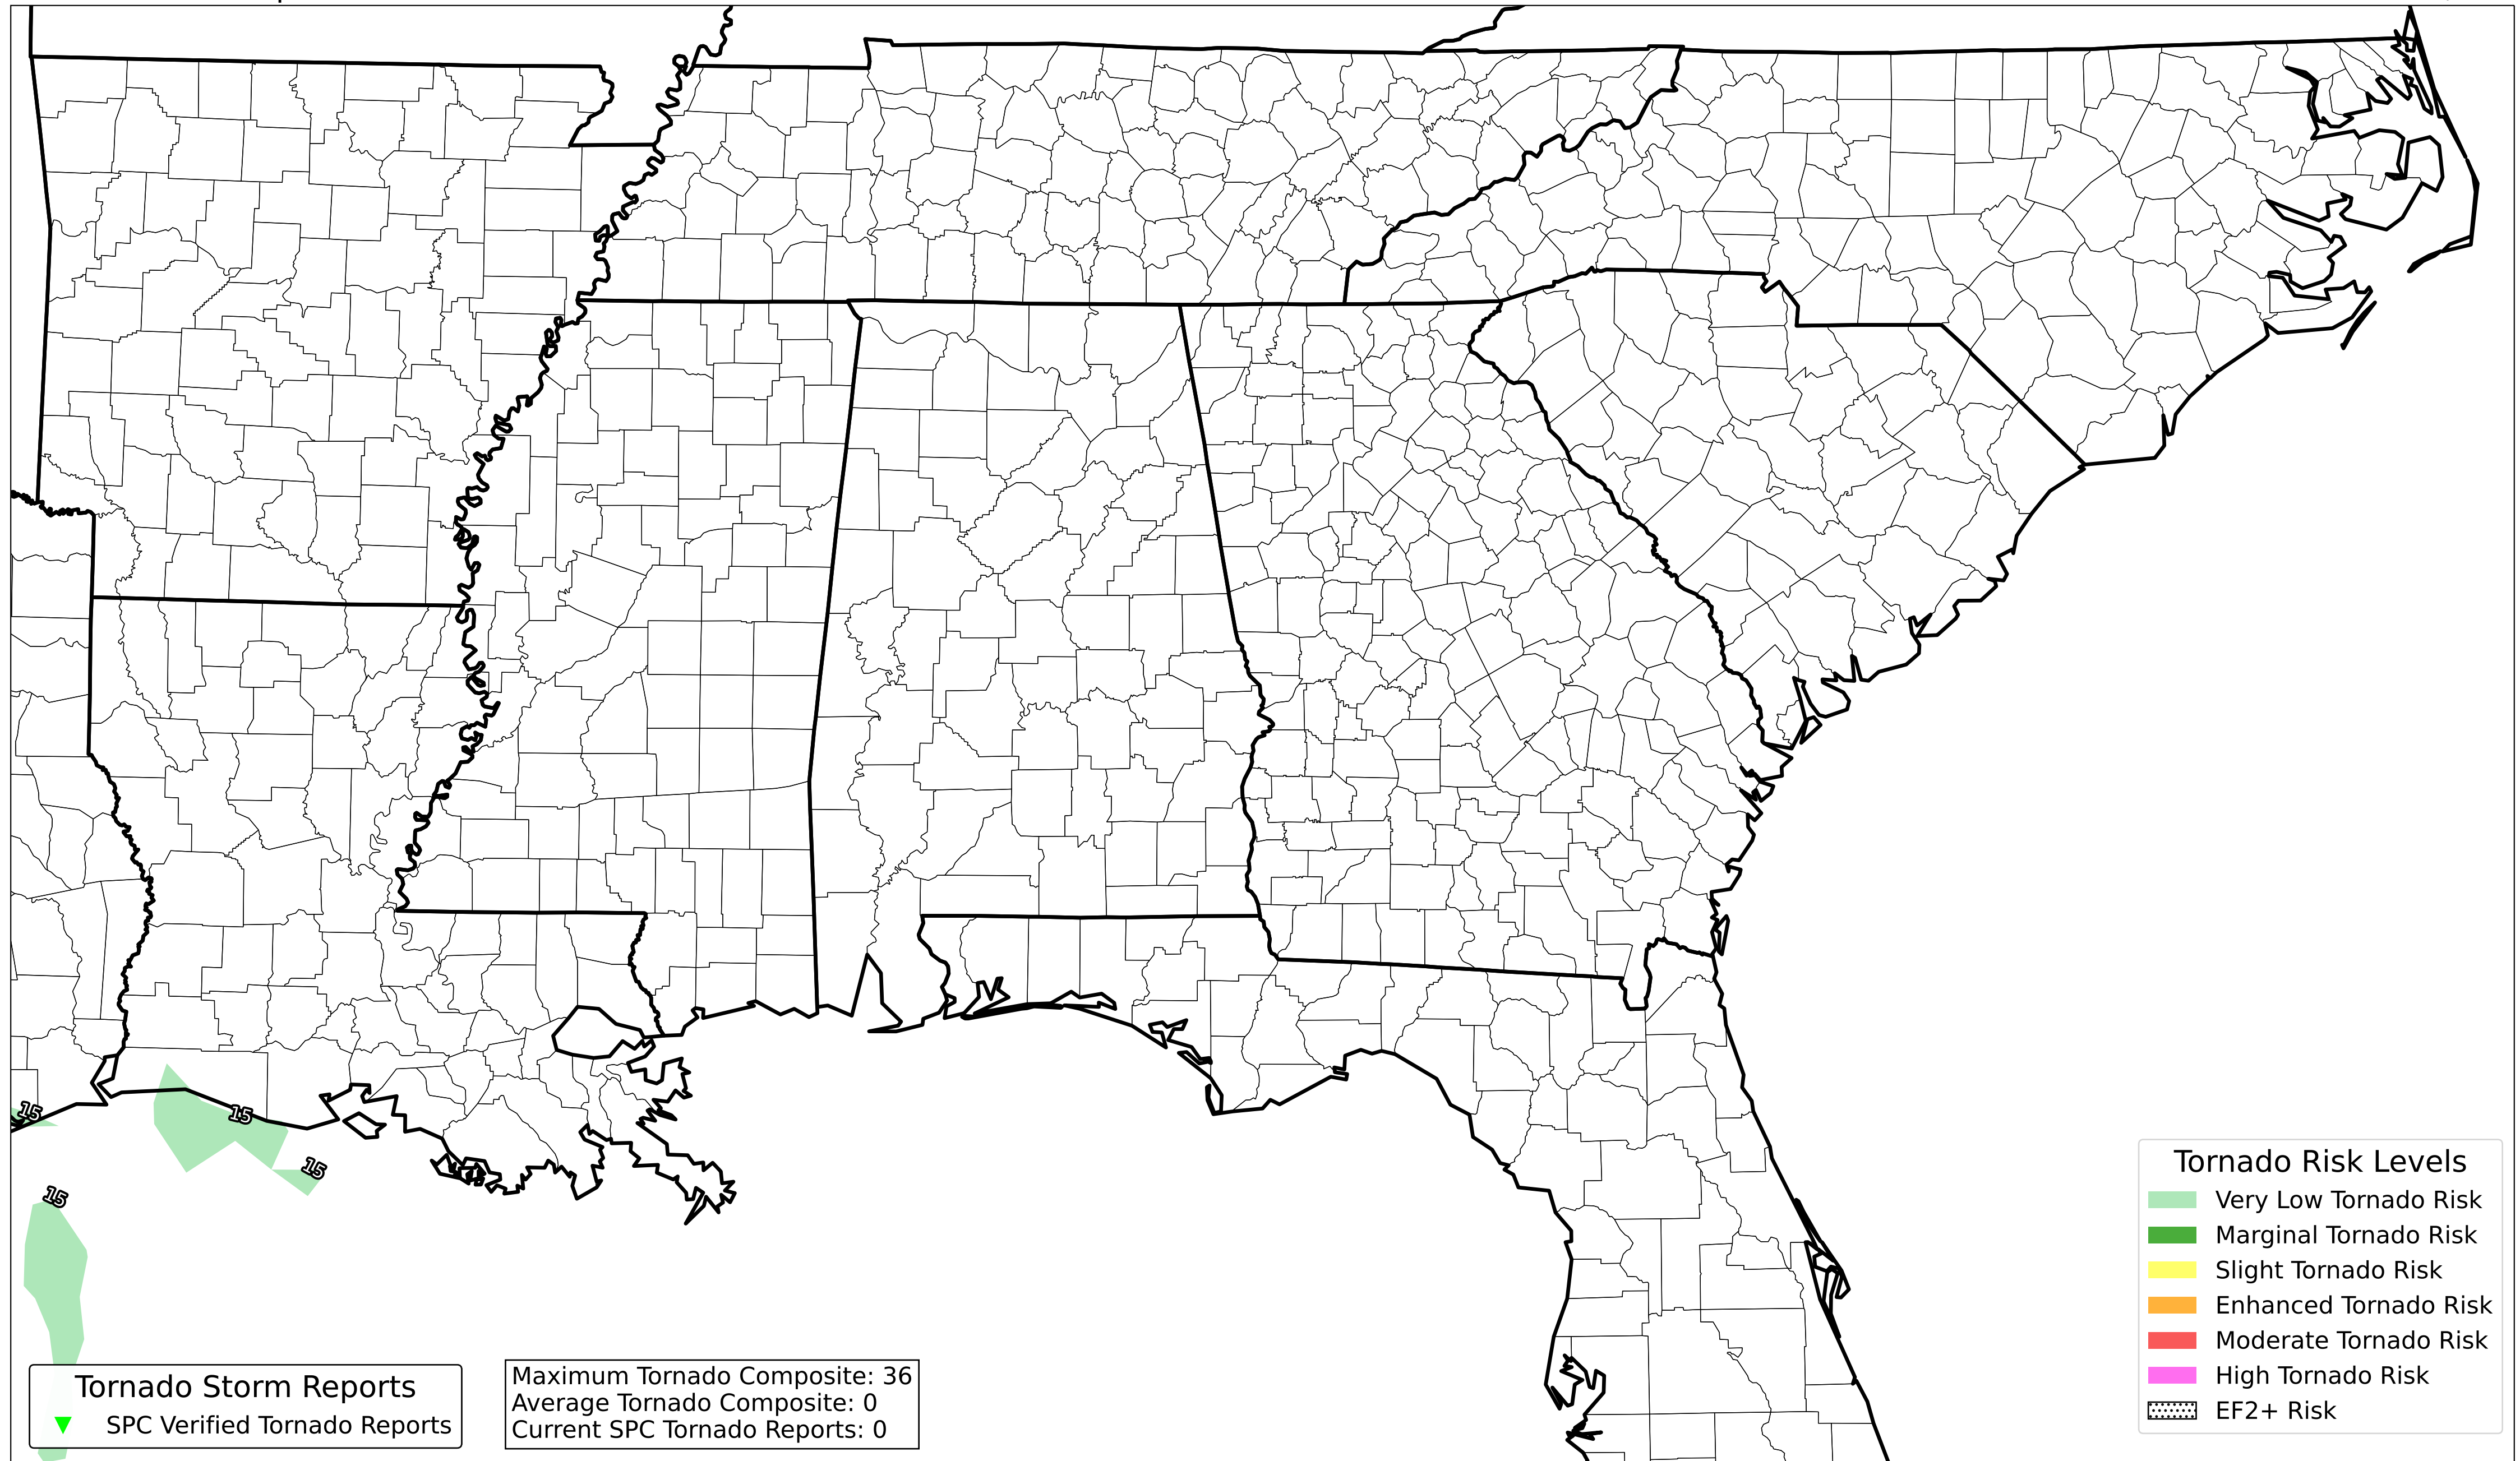 15
15
15
15
Tornado Storm Reports
SPC Verified Tornado Reports
Maximum Tornado Composite: 36
Average Tornado Composite: 0
Current SPC Tornado Reports: 0
Tornado Risk Levels
Very Low Tornado Risk
Marginal Tornado Risk
Slight Tornado Risk
Enhanced Tornado Risk
Moderate Tornado Risk
High Tornado Risk
EF2+ Risk